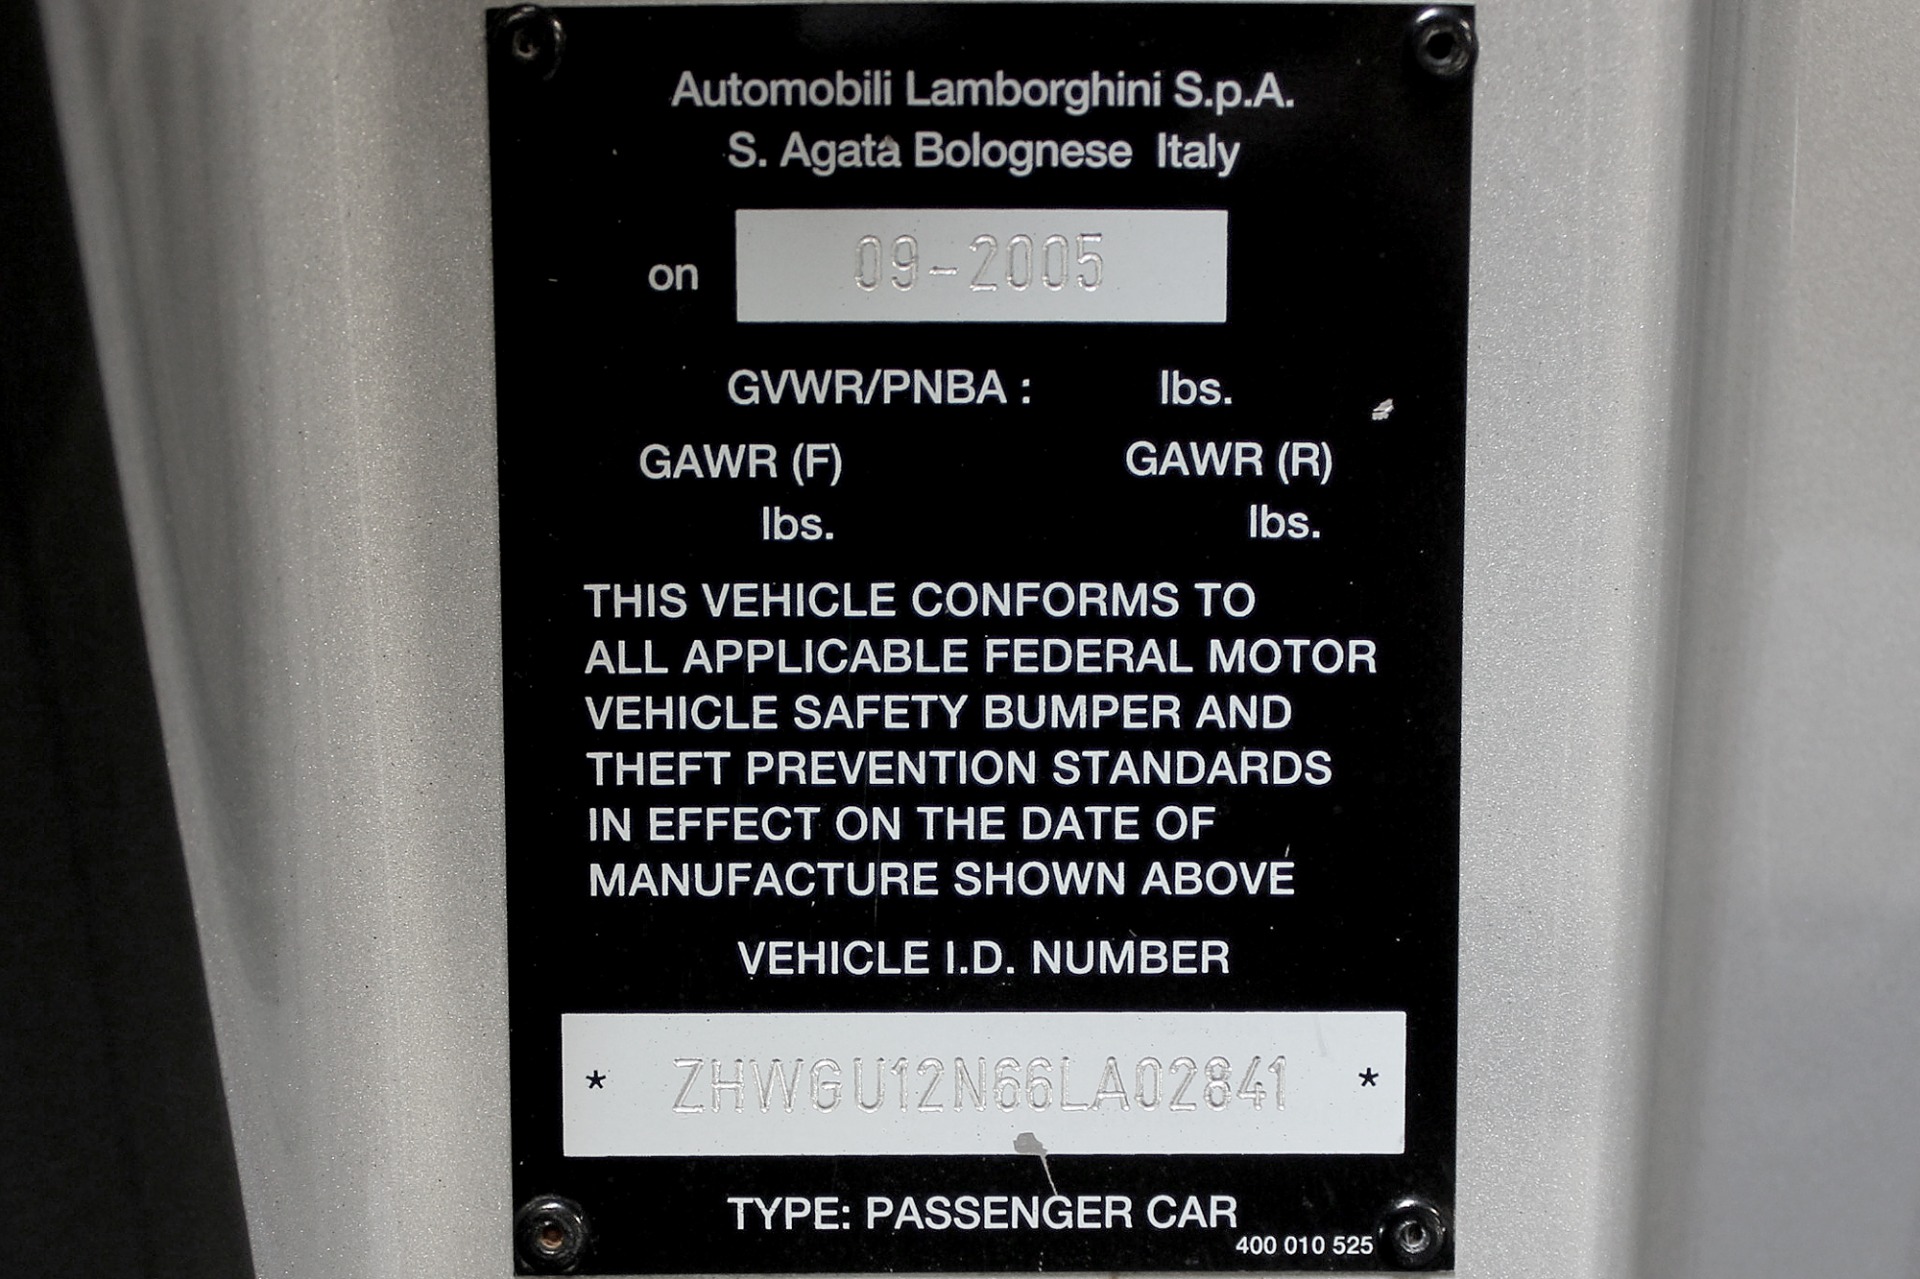 Automobili Lamborghini S.p.A.
S. Agata Bolognese Italy
on 09-2005
GVWR/PNBA : lbs.
GAWR (F) GAWR (R)
lbs. lbs.
THIS VEHICLE CONFORMS TO
ALL APPLICABLE FEDERAL MOTOR
VEHICLE SAFETY BUMPER AND
THEFT PREVENTION STANDARDS
IN EFFECT ON THE DATE OF
MANUFACTURE SHOWN ABOVE
VEHICLE I.D. NUMBER
* ZHWGU12N66LA02841 *
TYPE: PASSENGER CAR
400 010 525